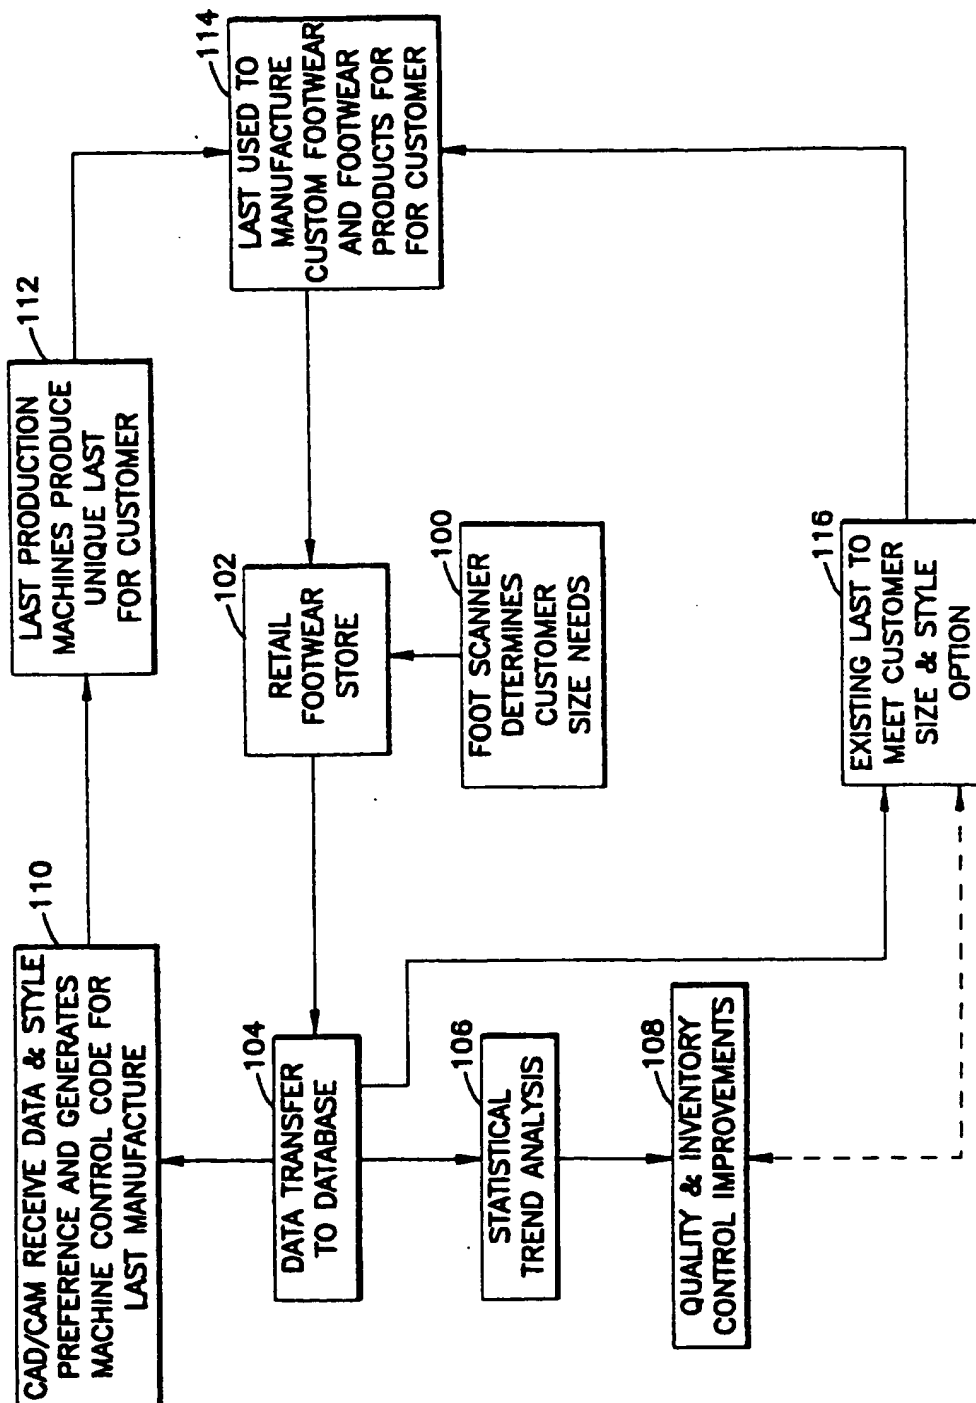 CAD/CAM RECEIVE DATA & STYLE
PREFERENCE AND GENERATES
MACHINE CONTROL CODE FOR
LAST MANUFACTURE
110
LAST PRODUCTION
MACHINES PRODUCE
UNIQUE LAST
FOR CUSTOMER
112
LAST USED TO
MANUFACTURE
CUSTOM FOOTWEAR
AND FOOTWEAR
PRODUCTS FOR
FOR CUSTOMER
114
DATA TRANSFER
TO DATABASE
104
RETAIL
FOOTWEAR
STORE
102
STATISTICAL
TREND ANALYSIS
106
FOOT SCANNER
DETERMINES
CUSTOMER
SIZE NEEDS
100
QUALITY & INVENTORY
CONTROL IMPROVEMENTS
108
EXISTING LAST TO
MEET CUSTOMER
SIZE & STYLE
OPTION
116